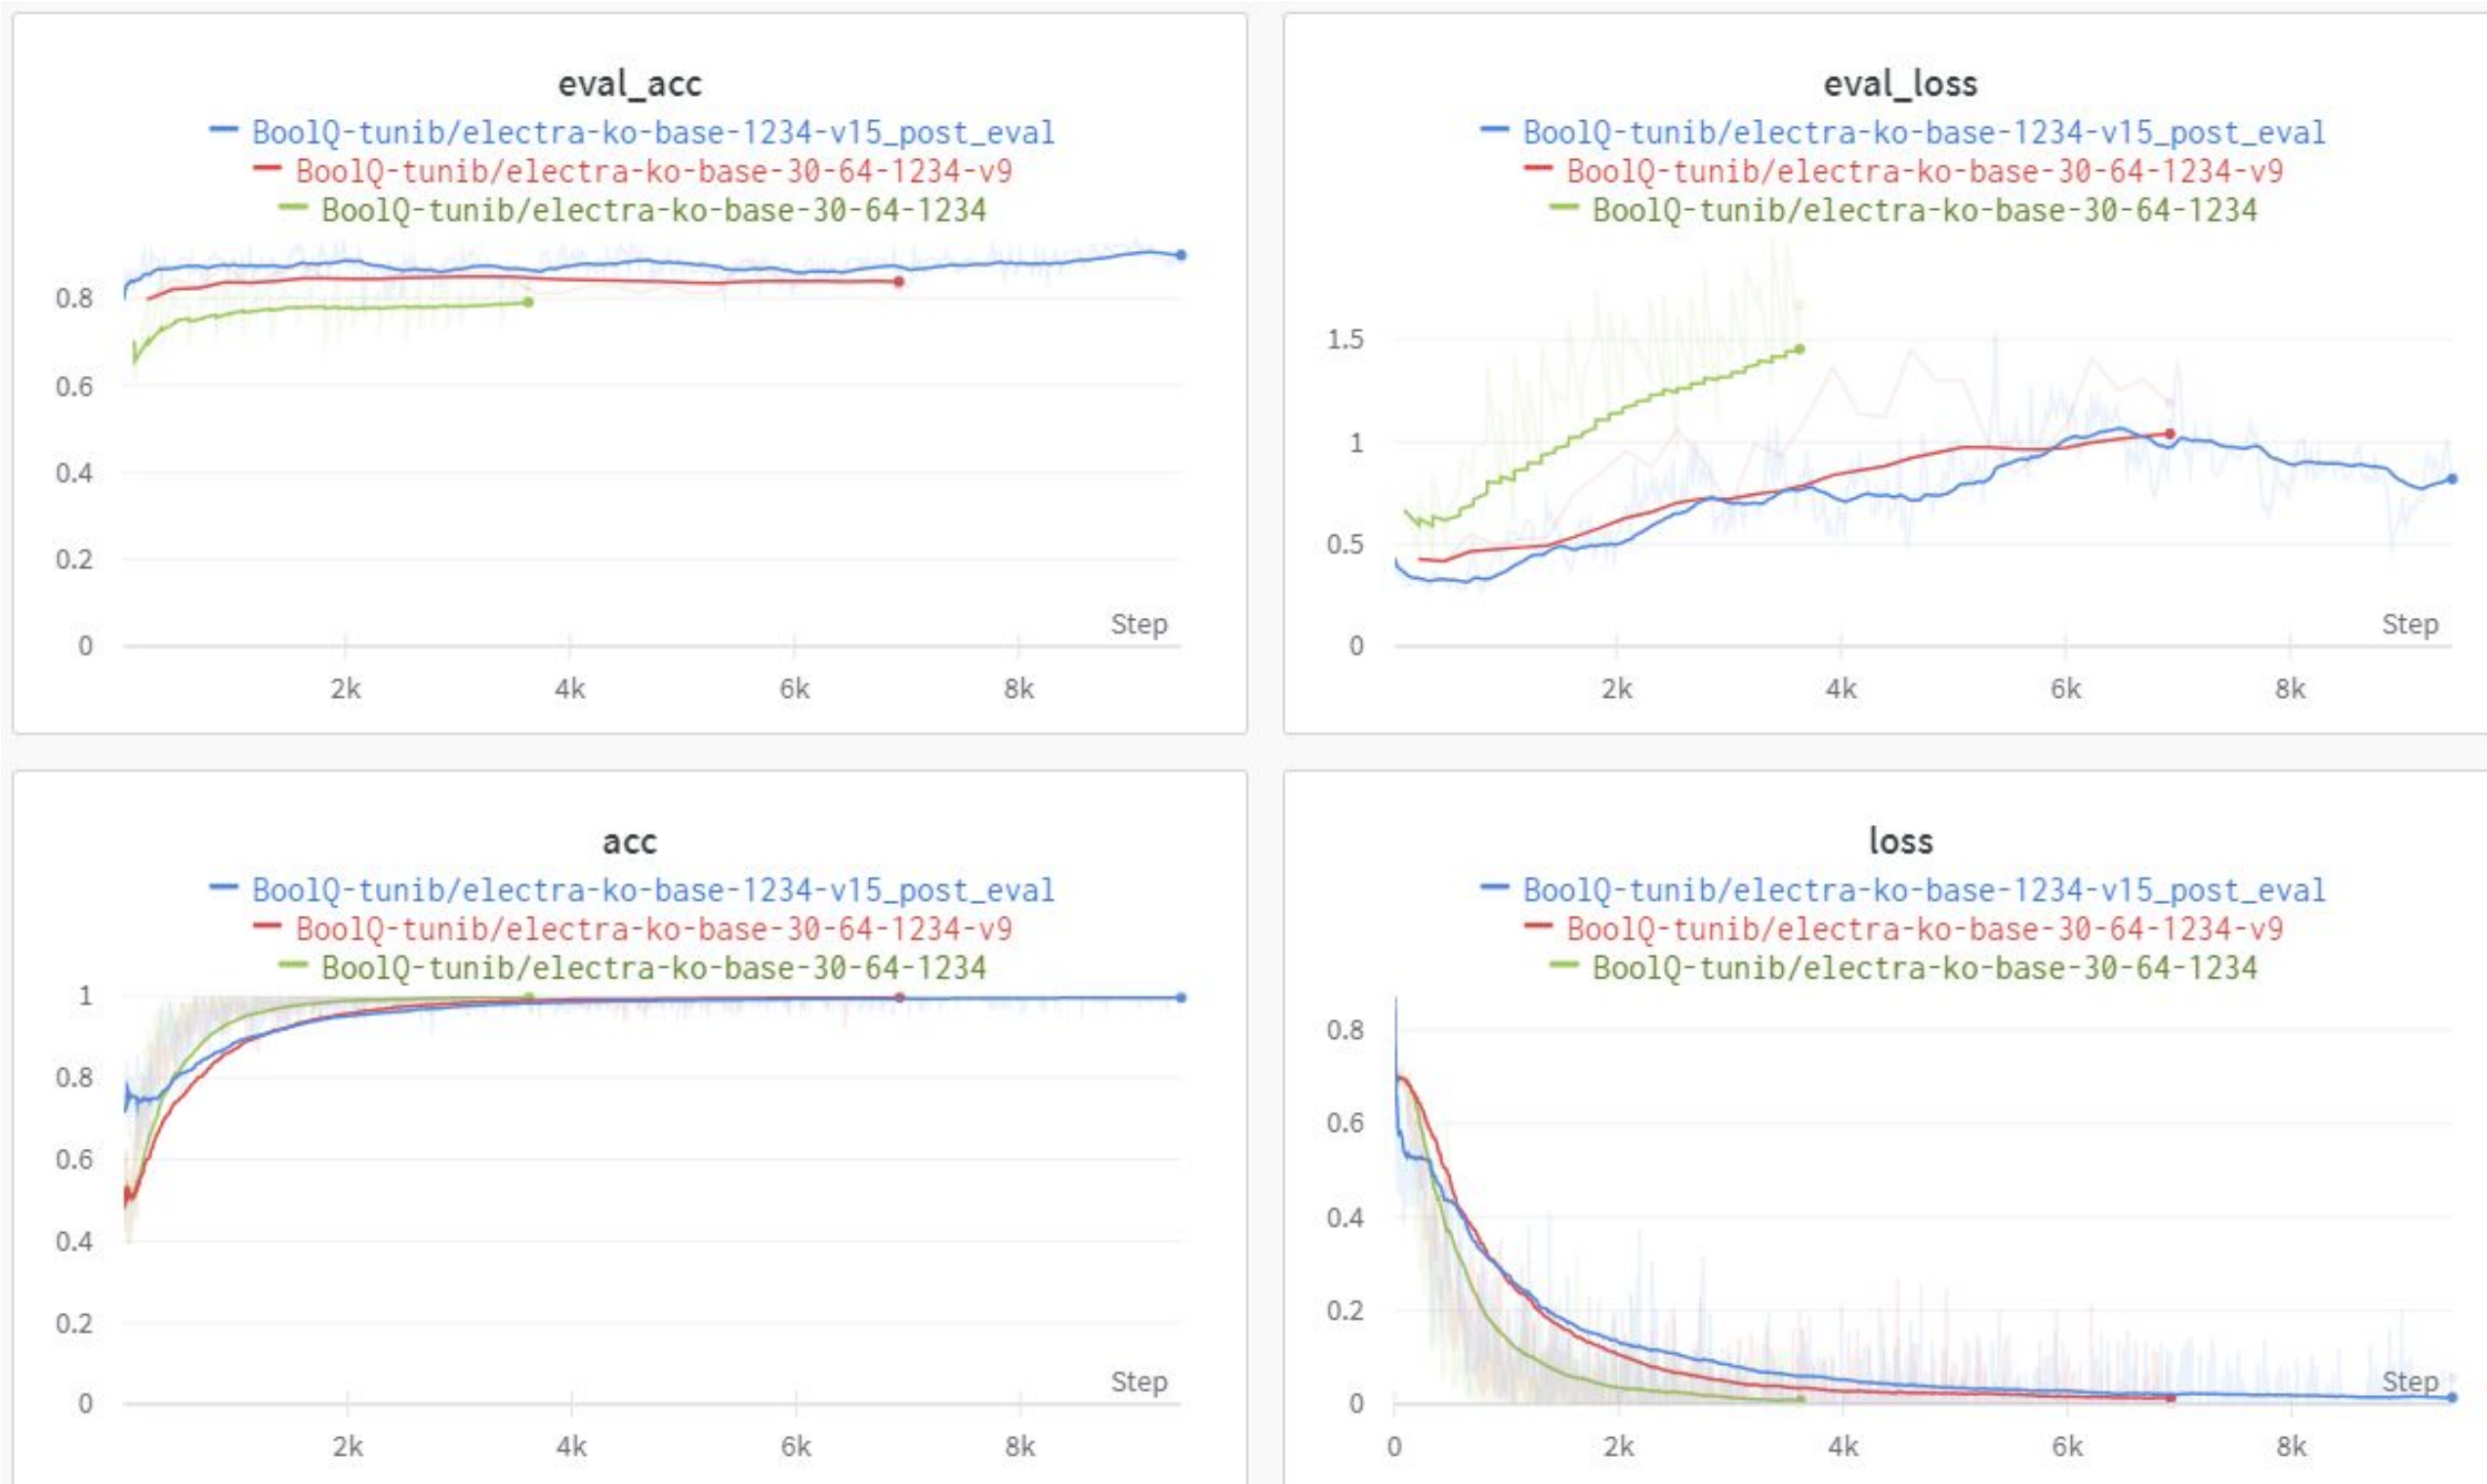 eval_acc
BoolQ-tunib/electra-ko-base-1234-v15_post_eval
BoolQ-tunib/electra-ko-base-30-64-1234-v9
BoolQ-tunib/electra-ko-base-30-64-1234
0.8
0.6
0.4
0.2
0
Step
2k
4k
6k
8k
eval_loss
BoolQ-tunib/electra-ko-base-1234-v15_post_eval
BoolQ-tunib/electra-ko-base-30-64-1234-v9
BoolQ-tunib/electra-ko-base-30-64-1234
1.5
1
0.5
0
Step
2k
4k
6k
8k
acc
BoolQ-tunib/electra-ko-base-1234-v15_post_eval
BoolQ-tunib/electra-ko-base-30-64-1234-v9
BoolQ-tunib/electra-ko-base-30-64-1234
1
0.8
0.6
0.4
0.2
0
Step
2k
4k
6k
8k
loss
BoolQ-tunib/electra-ko-base-1234-v15_post_eval
BoolQ-tunib/electra-ko-base-30-64-1234-v9
BoolQ-tunib/electra-ko-base-30-64-1234
0.8
0.6
0.4
0.2
0
Step
0
2k
4k
6k
8k